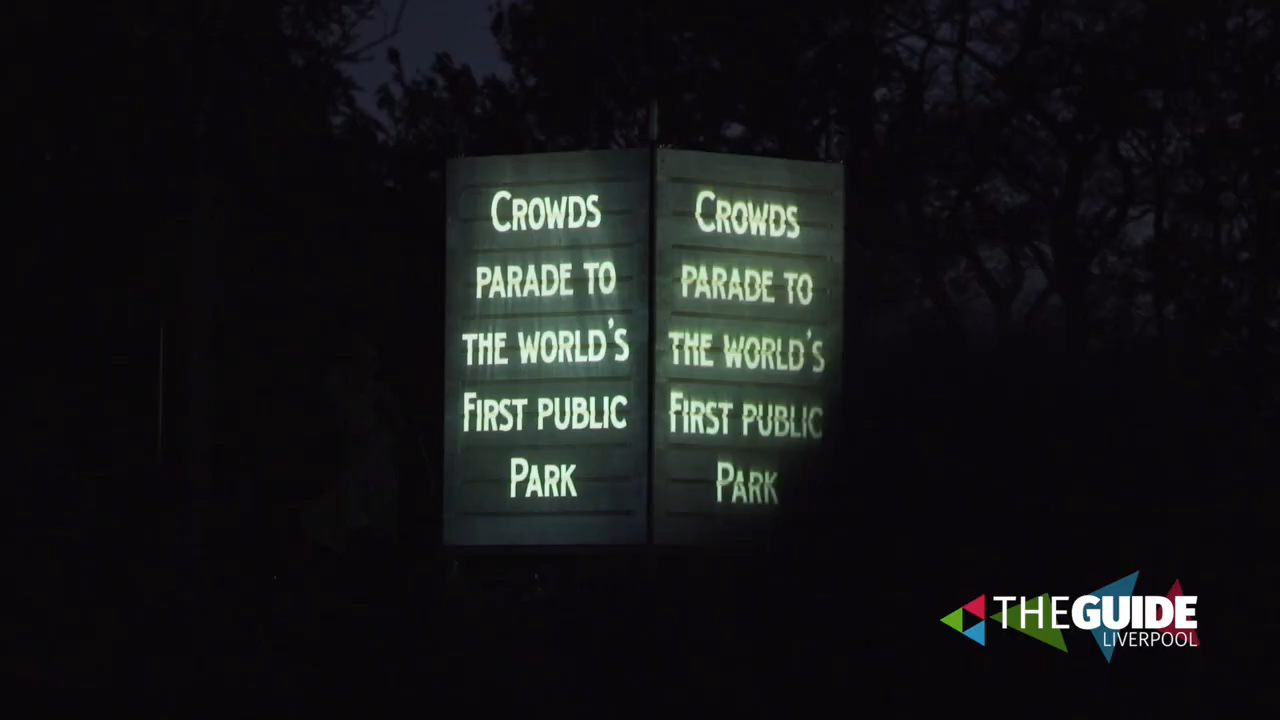 Crowds
parade to
the world's
First public
Park
Crowds
parade to
the world's
First public
Park
THEGUIDE
LIVERPOOL